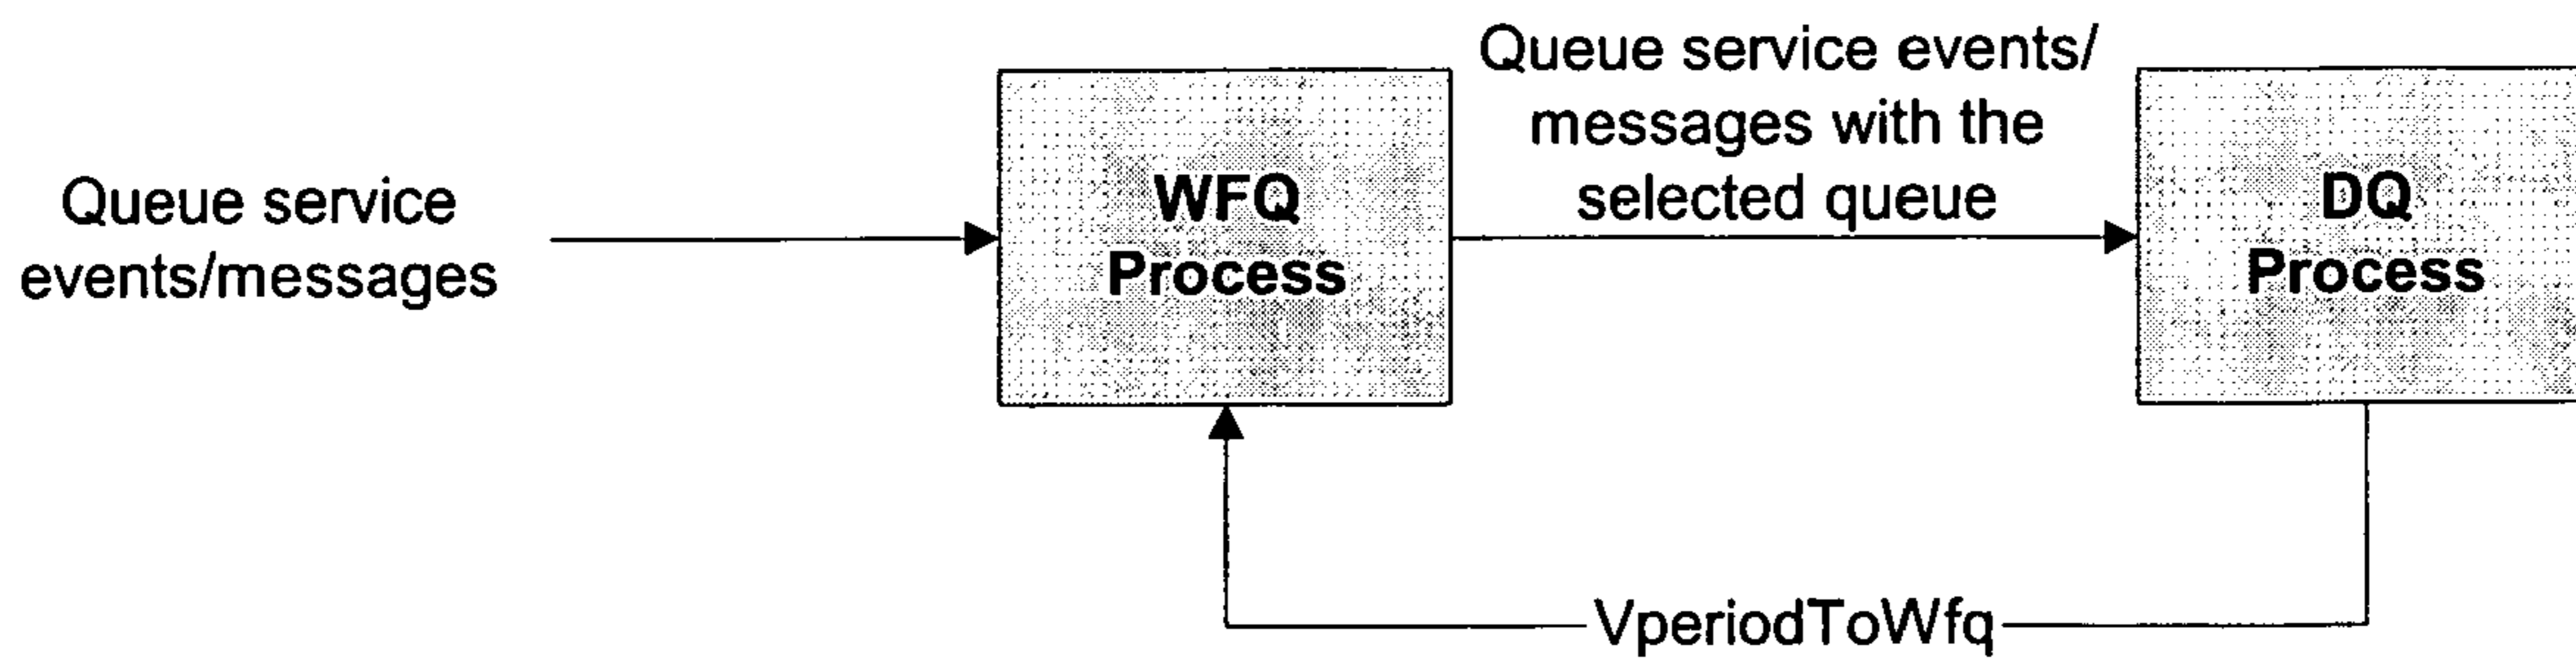 Queue service
events/messages
WFQ
Process
Queue service events/
messages with the
selected queue
DQ
Process
VperiodToWfq